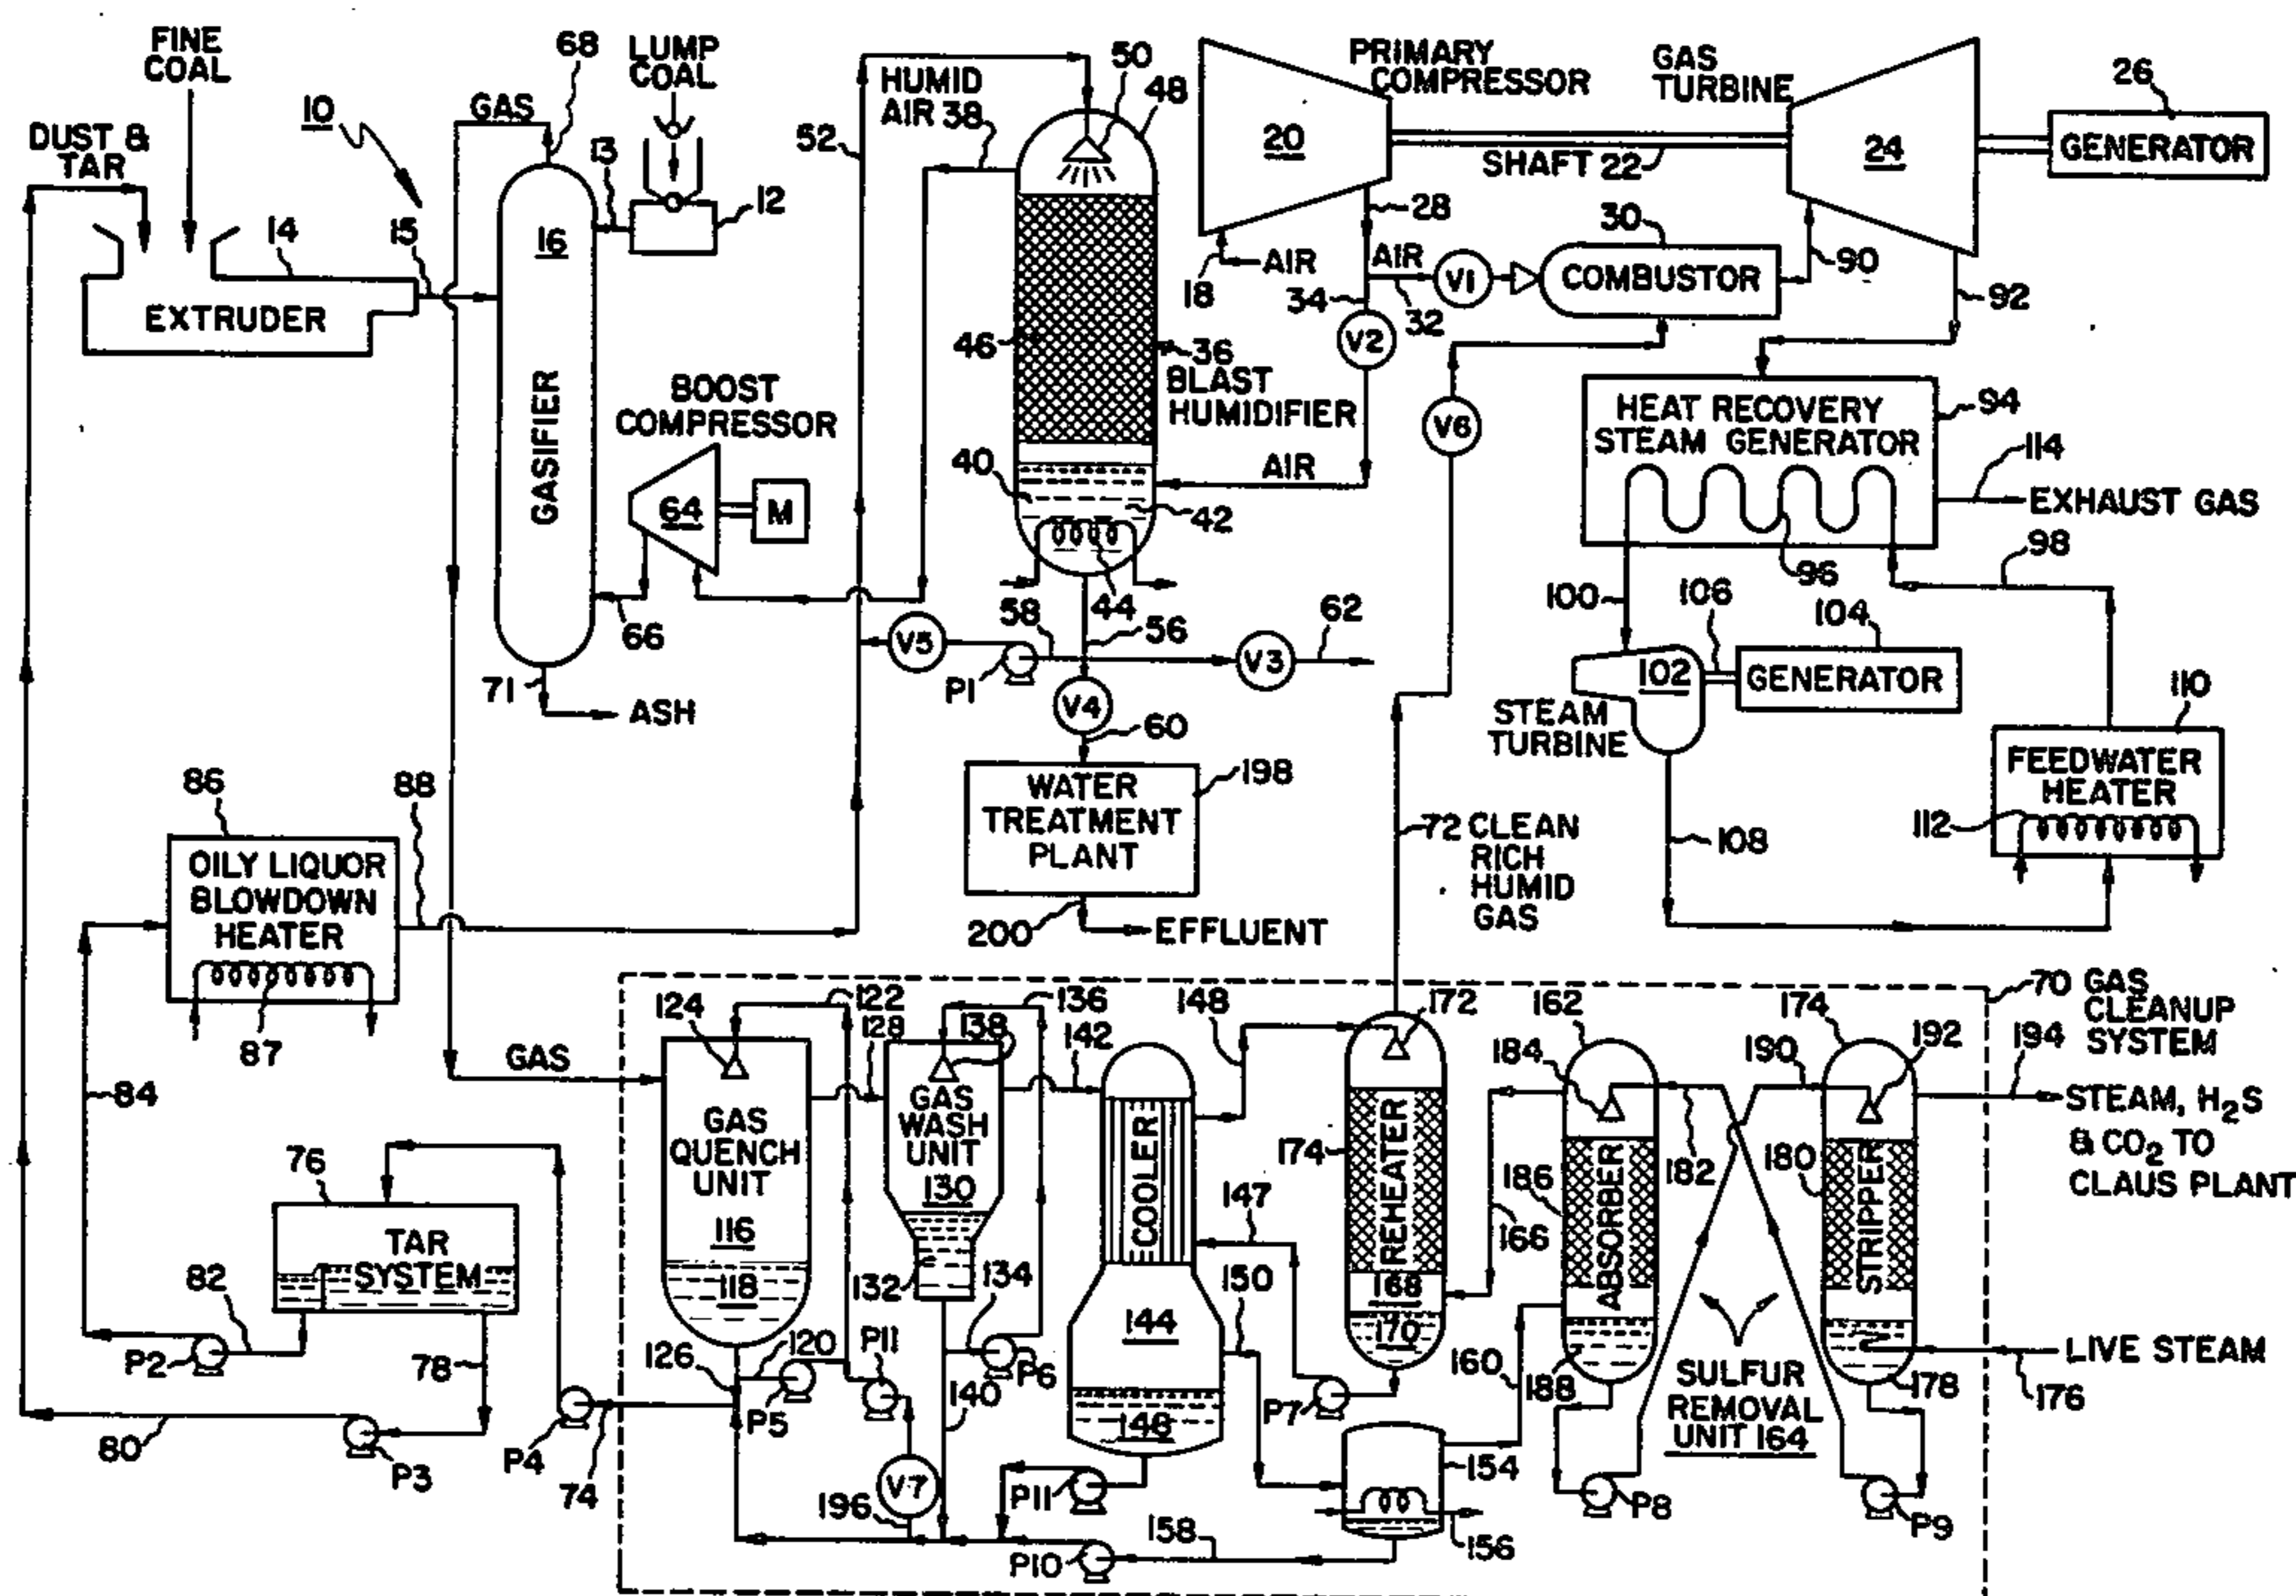 FINE
COAL
68
LUMP
COAL
GAS
10
DUST &
TAR
13
12
14
15
16
EXTRUDER
GASIFIER
BOOST
COMPRESSOR
64
M
66
71
ASH
HUMID
AIR 38
50
48
52
46
36
BLAST
HUMIDIFIER
40
42
AIR
44
58
56
62
V5
P1
V3
V4
60
WATER
TREATMENT
PLANT
198
200
EFFLUENT
PRIMARY
COMPRESSOR
GAS
TURBINE
26
20
24
GENERATOR
SHAFT 22
28
30
AIR
AIR
18
V1
COMBUSTOR
90
34
32
V2
92
V6
HEAT RECOVERY
STEAM GENERATOR
94
114
EXHAUST GAS
96
98
100
106
104
102
GENERATOR
STEAM
TURBINE
110
FEEDWATER
HEATER
112
108
72 CLEAN
RICH
HUMID
GAS
86
88
OILY LIQUOR
BLOWDOWN
HEATER
87
84
GAS
76
TAR
SYSTEM
82
P2
78
80
P3
P4
74
124
122
128
GAS
QUENCH
UNIT
116
118
126
120
P5
P11
V7
196
136
138
142
GAS
WASH
UNIT
130
132
134
P6
140
COOLER
144
146
P11
148
147
150
172
174
REHEATER
168
170
P7
154
156
158
P10
160
162
184
186
ABSORBER
166
188
P8
182
190
SULFUR
REMOVAL
UNIT 164
174
192
180
STRIPPER
178
P9
70 GAS
CLEANUP
SYSTEM
194
STEAM, H2S
& CO2 TO
CLAUS PLANT
LIVE STEAM
176